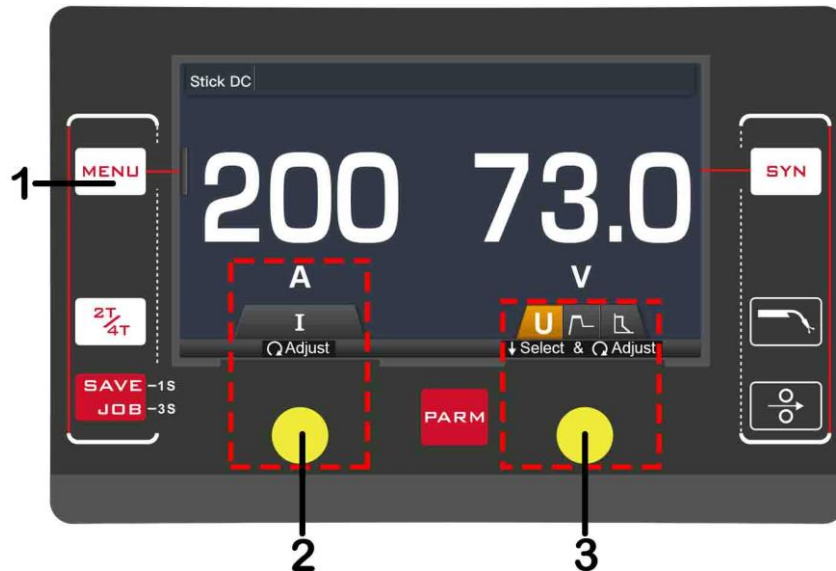 Stick DC
MENU
200
73.0
SYN
1
A
V
2T/4T
I
U
Adjust
↓ Select & Adjust
SAVE -1S
JOB -3S
PARM
2
3